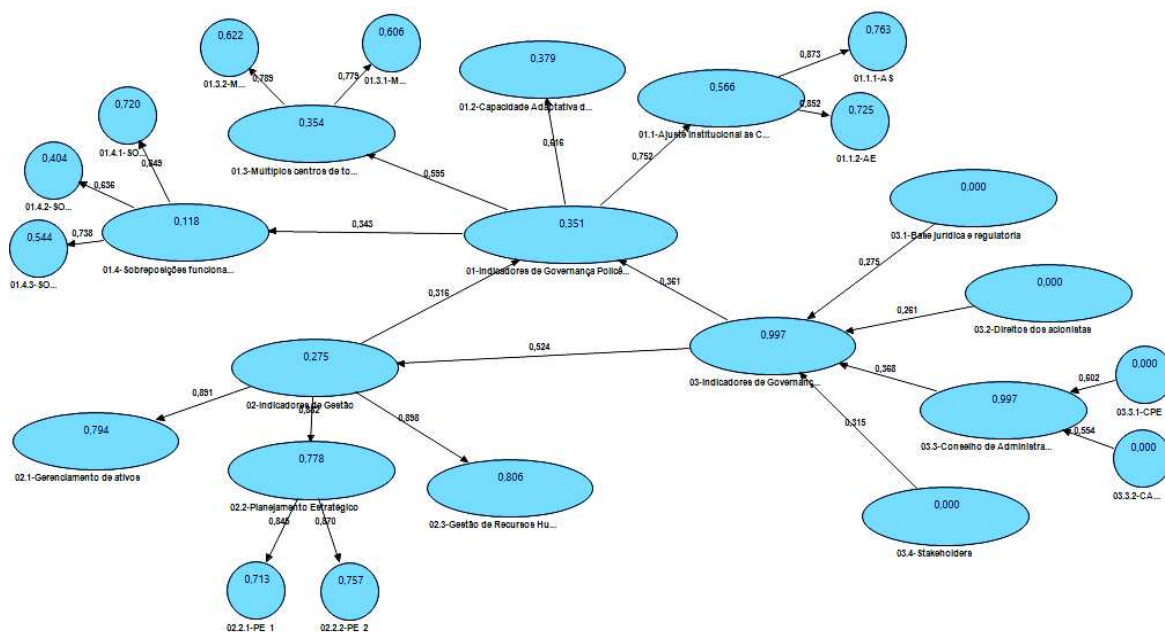 0,622
01.3.2-M...
0,789
0,606
01.3.1-M...
0,779
0,379
01.2-Capacidade Adaptativa d...
0,616
0,763
01.1.1-AS
0,873
0,566
01.1-Ajuste institucional às C...
0,852
0,725
01.1.2-AE
0,752
0,720
01.4.1-SO...
0,849
0,354
01.3-Múltiplos centros de to...
0,595
0,404
01.4.2-SO...
0,636
0,118
01.4-Sobreposições funciona...
0,738
0,544
01.4.3-SO...
0,343
0,351
01-Indicadores de Governança Policê...
0,000
03.1-Base jurídica e regulatória
0,275
0,316
0,361
0,000
03.2-Direitos dos acionistas
0,261
0,997
03-Indicadores de Governanç...
0,524
0,275
02-Indicadores de Gestão
0,891
0,898
0,368
0,000
03.3.1-CPE
0,602
0,997
03.3-Conselho de Administra...
0,554
0,000
03.3.2-CA...
0,315
0,794
02.1-Gerenciamento de ativos
0,778
02.2-Planejamento Estratégico
0,806
02.3-Gestão de Recursos Hu...
0,000
03.4-Stakeholders
0,845
0,870
0,713
02.2.1-PE_1
0,757
02.2.2-PE_2